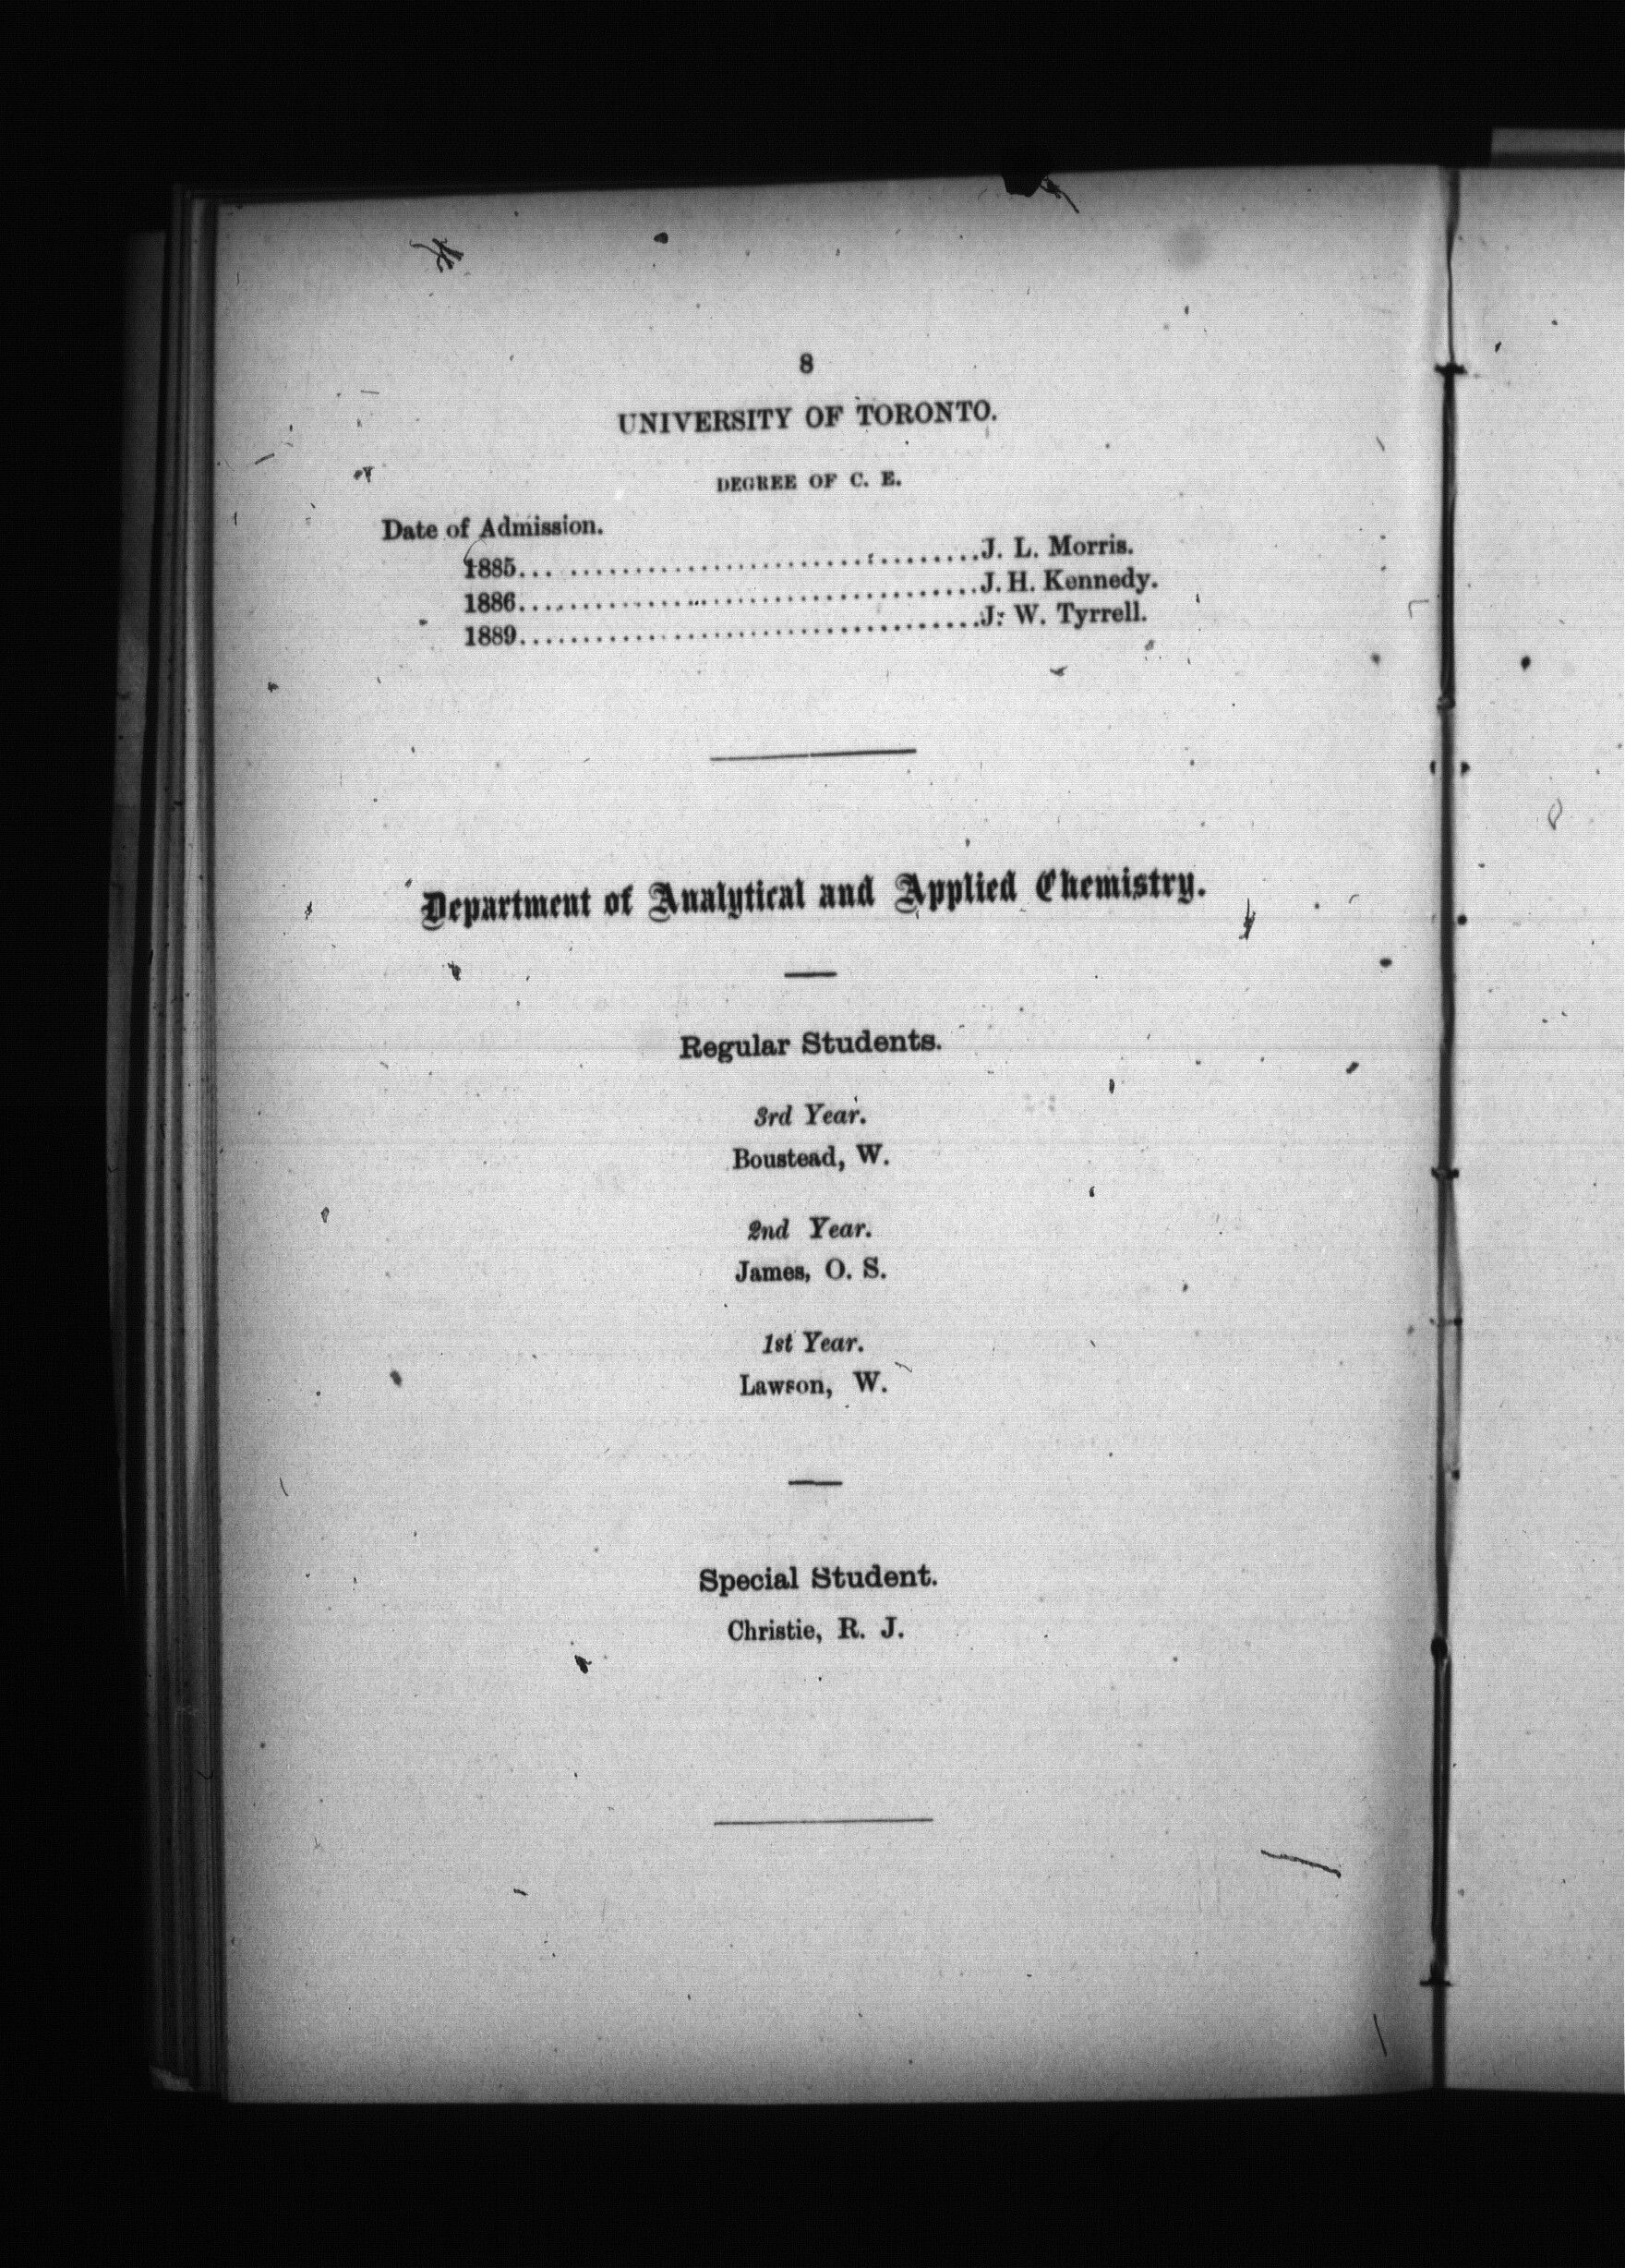 8
UNIVERSITY OF TORONTO.
DEGREE OF C. E.
Date of Admission.
1885... ................................J. L. Morris.
1886....................................J. H. Kennedy.
1889....................................J. W. Tyrrell.
Department of Analytical and Applied Chemistry.
Regular Students.
3rd Year.
Boustead, W.
2nd Year.
James, O. S.
1st Year.
Lawson, W.
Special Student.
Christie, R. J.